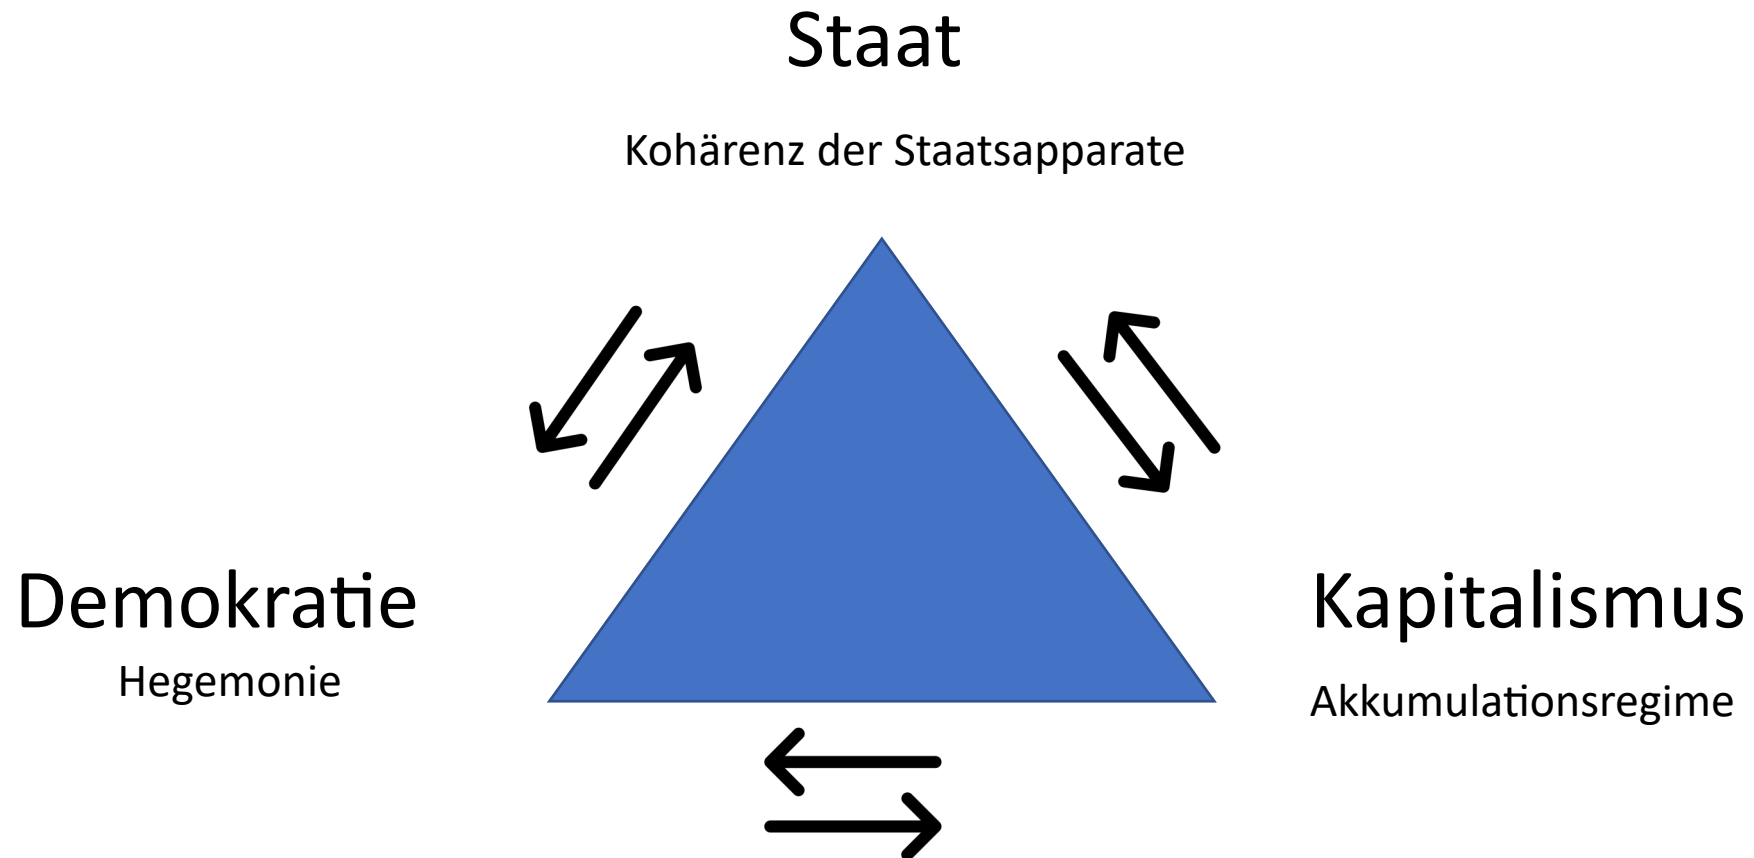 Staat
Kohärenz der Staatsapparate
Demokratie
Hegemonie
Kapitalismus
Akkumulationsregime